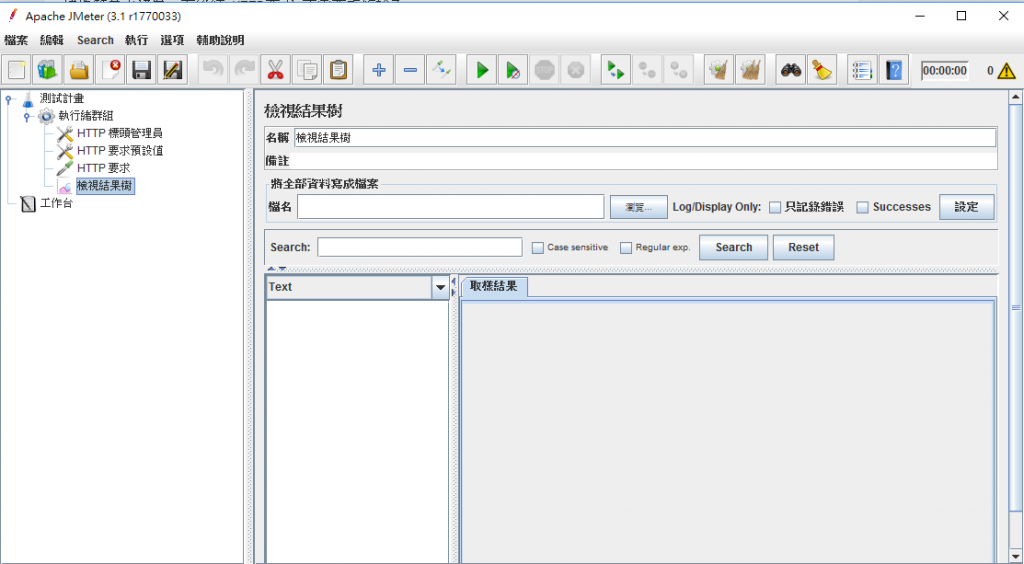 Apache JMeter (3.1 r1770033)
檔案 編輯 Search 執行 選項 輔助說明
00:00:00 0
測試計畫
執行緒群組
HTTP 標頭管理員
HTTP 要求預設值
HTTP 要求
檢視結果樹
工作台
檢視結果樹
名稱 檢視結果樹
備註
將全部資料寫成檔案
檔名 瀏覽... Log/Display Only: 只記錄錯誤 Successes 設定
Search: Case sensitive Regular exp. Search Reset
Text
取樣結果